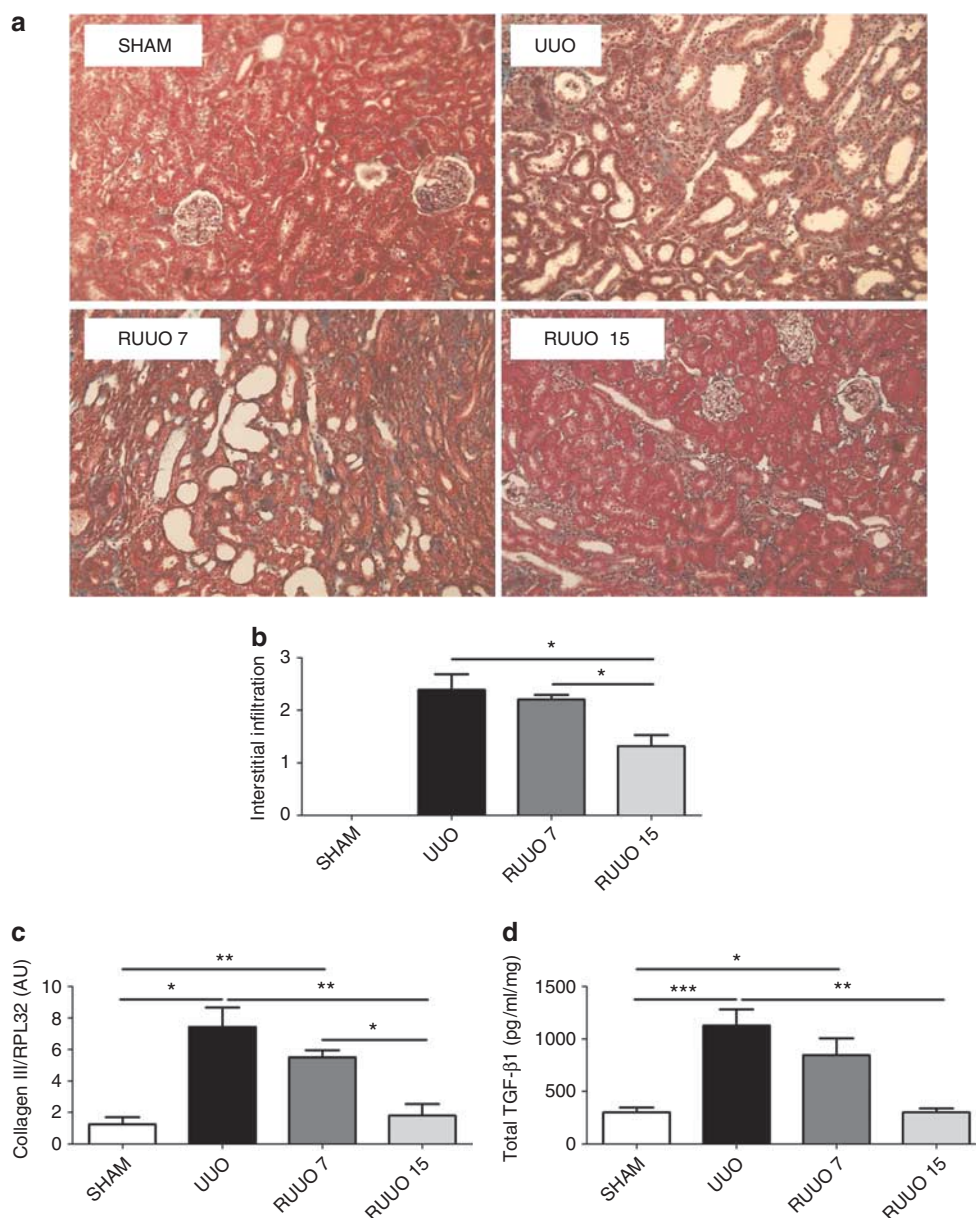 a
SHAM
UUO
RUUO 7
RUUO 15
b
Interstitial infiltration
3
2
1
0
*
*
SHAM
UUO
RUUO 7
RUUO 15
c
Collagen III/RPL32 (AU)
10
8
6
4
2
0
**
*
**
*
SHAM
UUO
RUUO 7
RUUO 15
d
Total TGF-β1 (pg/ml/mg)
1500
1000
500
0
*
***
**
SHAM
UUO
RUUO 7
RUUO 15